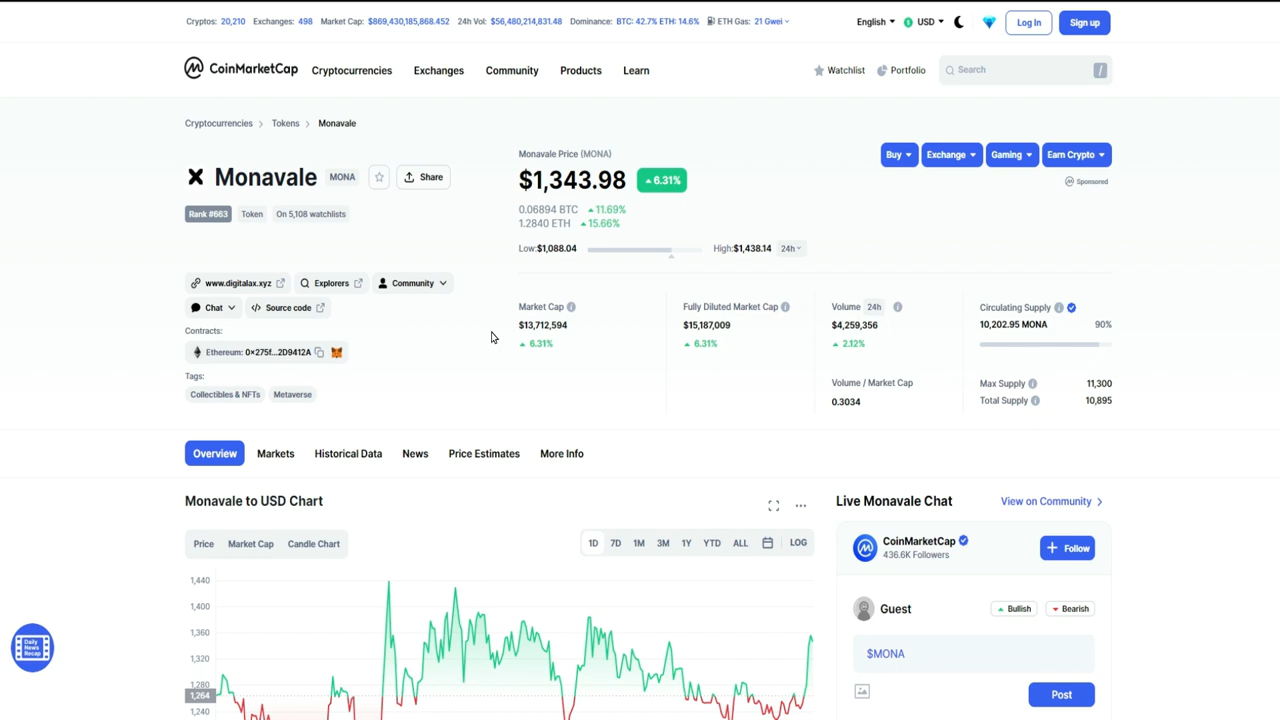 Cryptos: 20,210 Exchanges: 498 Market Cap: $869,430,185,868.452 24h Vol: $56,480,214,831.48 Dominance: BTC: 42.7% ETH: 14.6% ETH Gas: 21 Gwei
English USD Log In Sign up
CoinMarketCap Cryptocurrencies Exchanges Community Products Learn Watchlist Portfolio Search /
Cryptocurrencies > Tokens > Monavale
Monavale MONA Share
Rank #663 Token On 5,108 watchlists
Monavale Price (MONA)
$1,343.98 6.31%
0.06894 BTC 11.69%
1.2840 ETH 15.66%
Low:$1,088.04 High:$1,438.14 24h
Buy Exchange Gaming Earn Crypto
Sponsored
www.digitalax.xyz Explorers Community
Chat Source code
Contracts:
Ethereum: 0x275f...2D9412A
Tags:
Collectibles & NFTs Metaverse
Market Cap
$13,712,594
6.31%
Fully Diluted Market Cap
$15,187,009
6.31%
Volume 24h
$4,259,356
2.12%
Volume / Market Cap
0.3034
Circulating Supply
10,202.95 MONA 90%
Max Supply 11,300
Total Supply 10,895
Overview Markets Historical Data News Price Estimates More Info
Monavale to USD Chart
Price Market Cap Candle Chart
1D 7D 1M 3M 1Y YTD ALL LOG
1,440
1,400
1,360
1,320
1,280
1,264
1,240
Live Monavale Chat View on Community >
CoinMarketCap
436.6K Followers
+ Follow
Guest Bullish Bearish
$MONA
Post
Daily
News
Recap